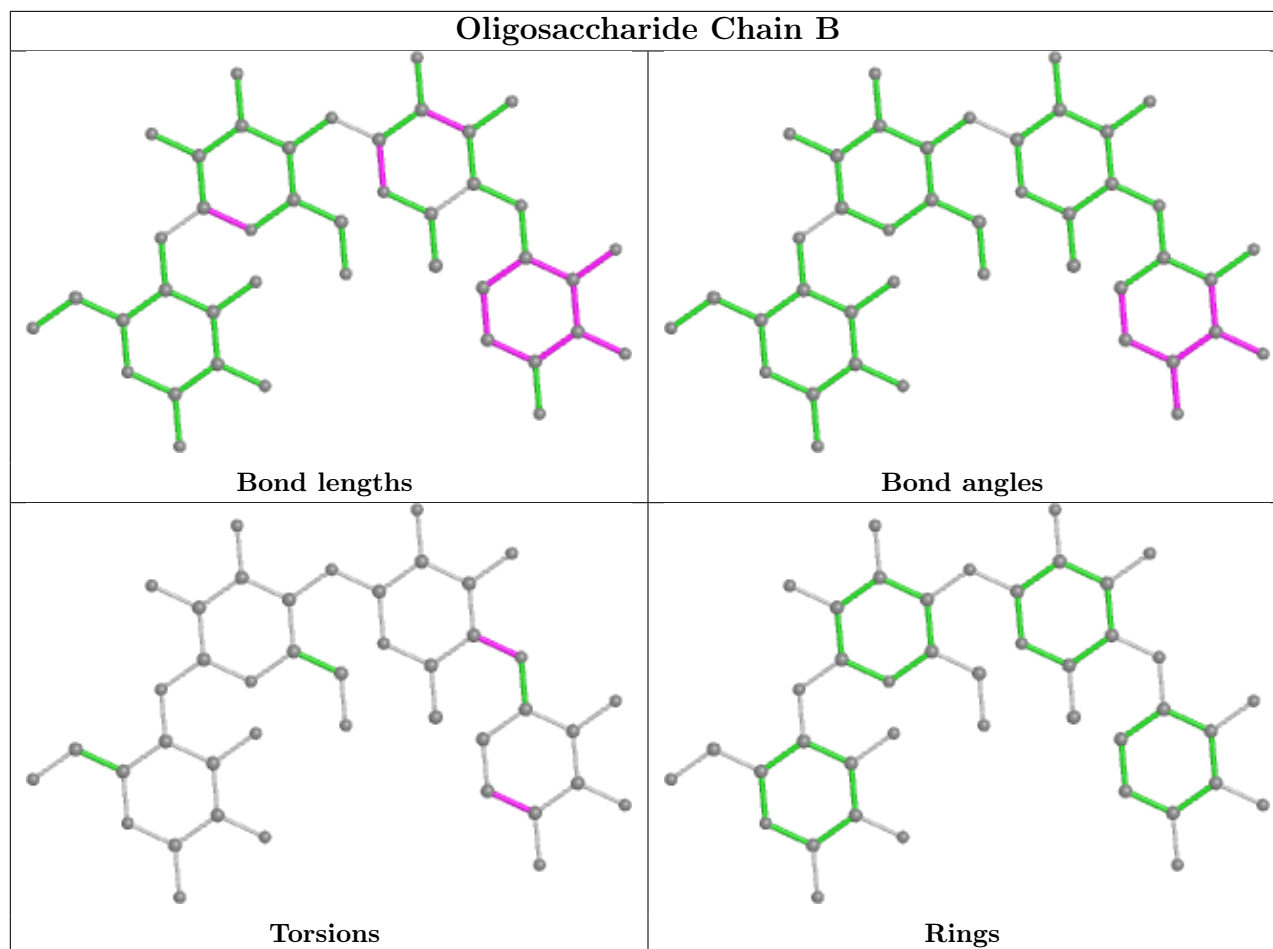 Oligosaccharide Chain B
Bond lengths
Bond angles
Torsions
Rings